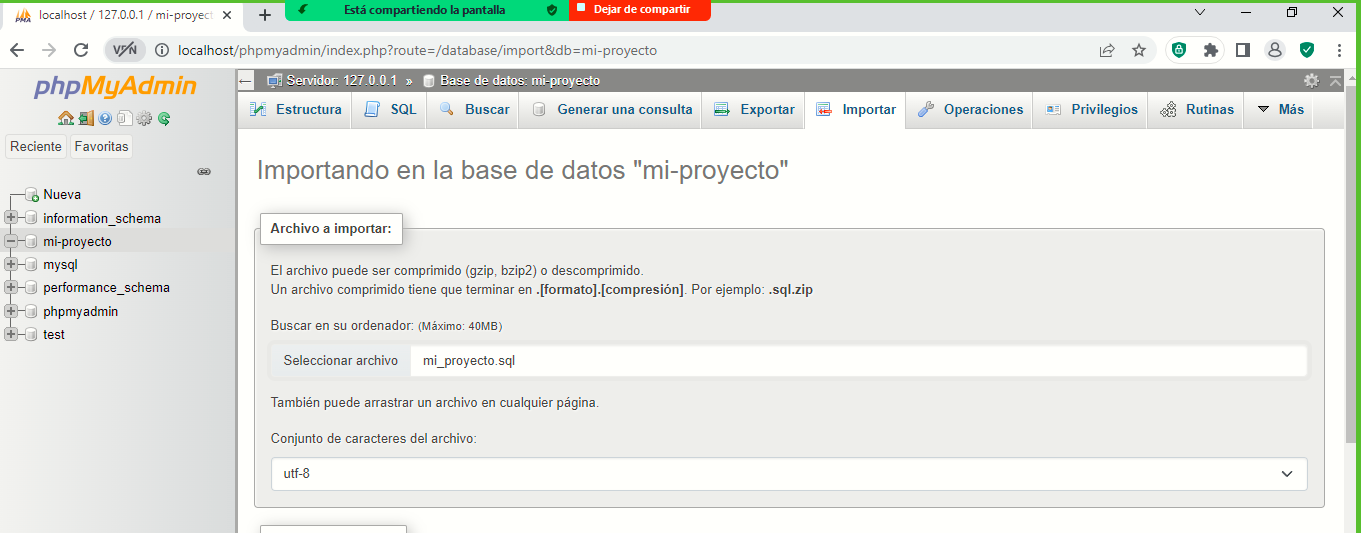 localhost / 127.0.0.1 / mi-proyect
Está compartiendo la pantalla
Dejar de compartir
VPN
localhost/phpmyadmin/index.php?route=/database/import&db=mi-proyecto
phpMyAdmin
Reciente Favoritas
Nueva
information_schema
mi-proyecto
mysql
performance_schema
phpmyadmin
test
Servidor: 127.0.0.1 » Base de datos: mi-proyecto
Estructura SQL Buscar Generar una consulta Exportar Importar Operaciones Privilegios Rutinas Más
Importando en la base de datos "mi-proyecto"
Archivo a importar:
El archivo puede ser comprimido (gzip, bzip2) o descomprimido.
Un archivo comprimido tiene que terminar en .[formato].[compresión]. Por ejemplo: .sql.zip
Buscar en su ordenador: (Máximo: 40MB)
Seleccionar archivo mi_proyecto.sql
También puede arrastrar un archivo en cualquier página.
Conjunto de caracteres del archivo:
utf-8